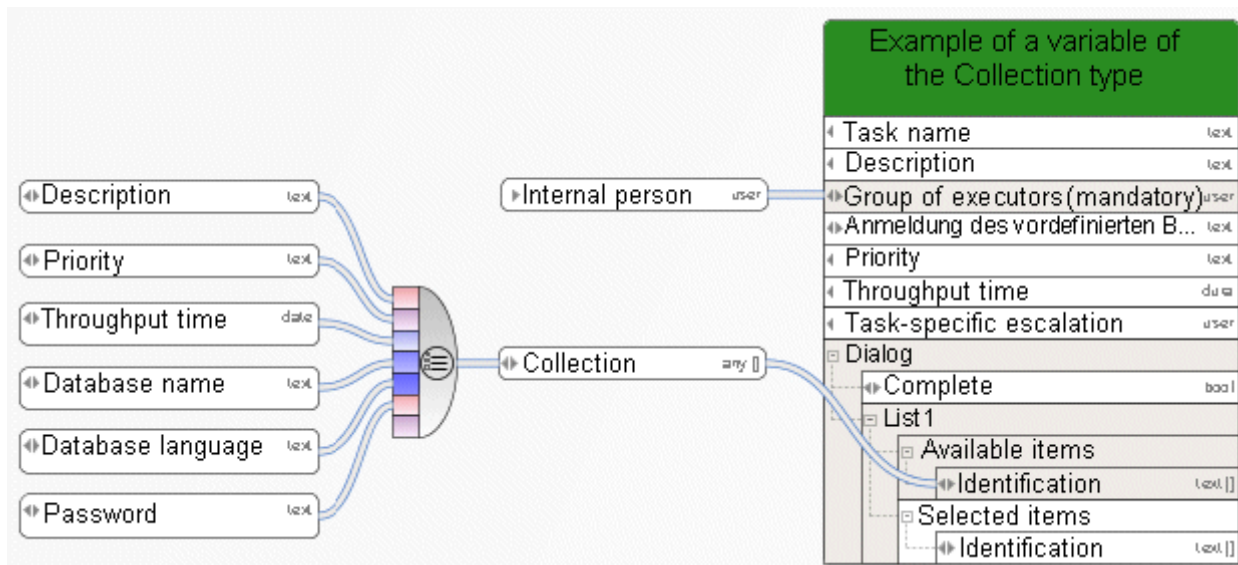 Example of a variable of
the Collection type
Task name text
Description text
Description text
Internal person user
Group of executors(mandatory) user
Anmeldung des vordefinierten B... text
Priority text
Priority text
Throughput time date
Throughput time dura
Task-specific escalation user
Dialog
Collection any []
Database name text
Complete bool
List1
Database language text
Available items
Identification text []
Password text
Selected items
Identification text []